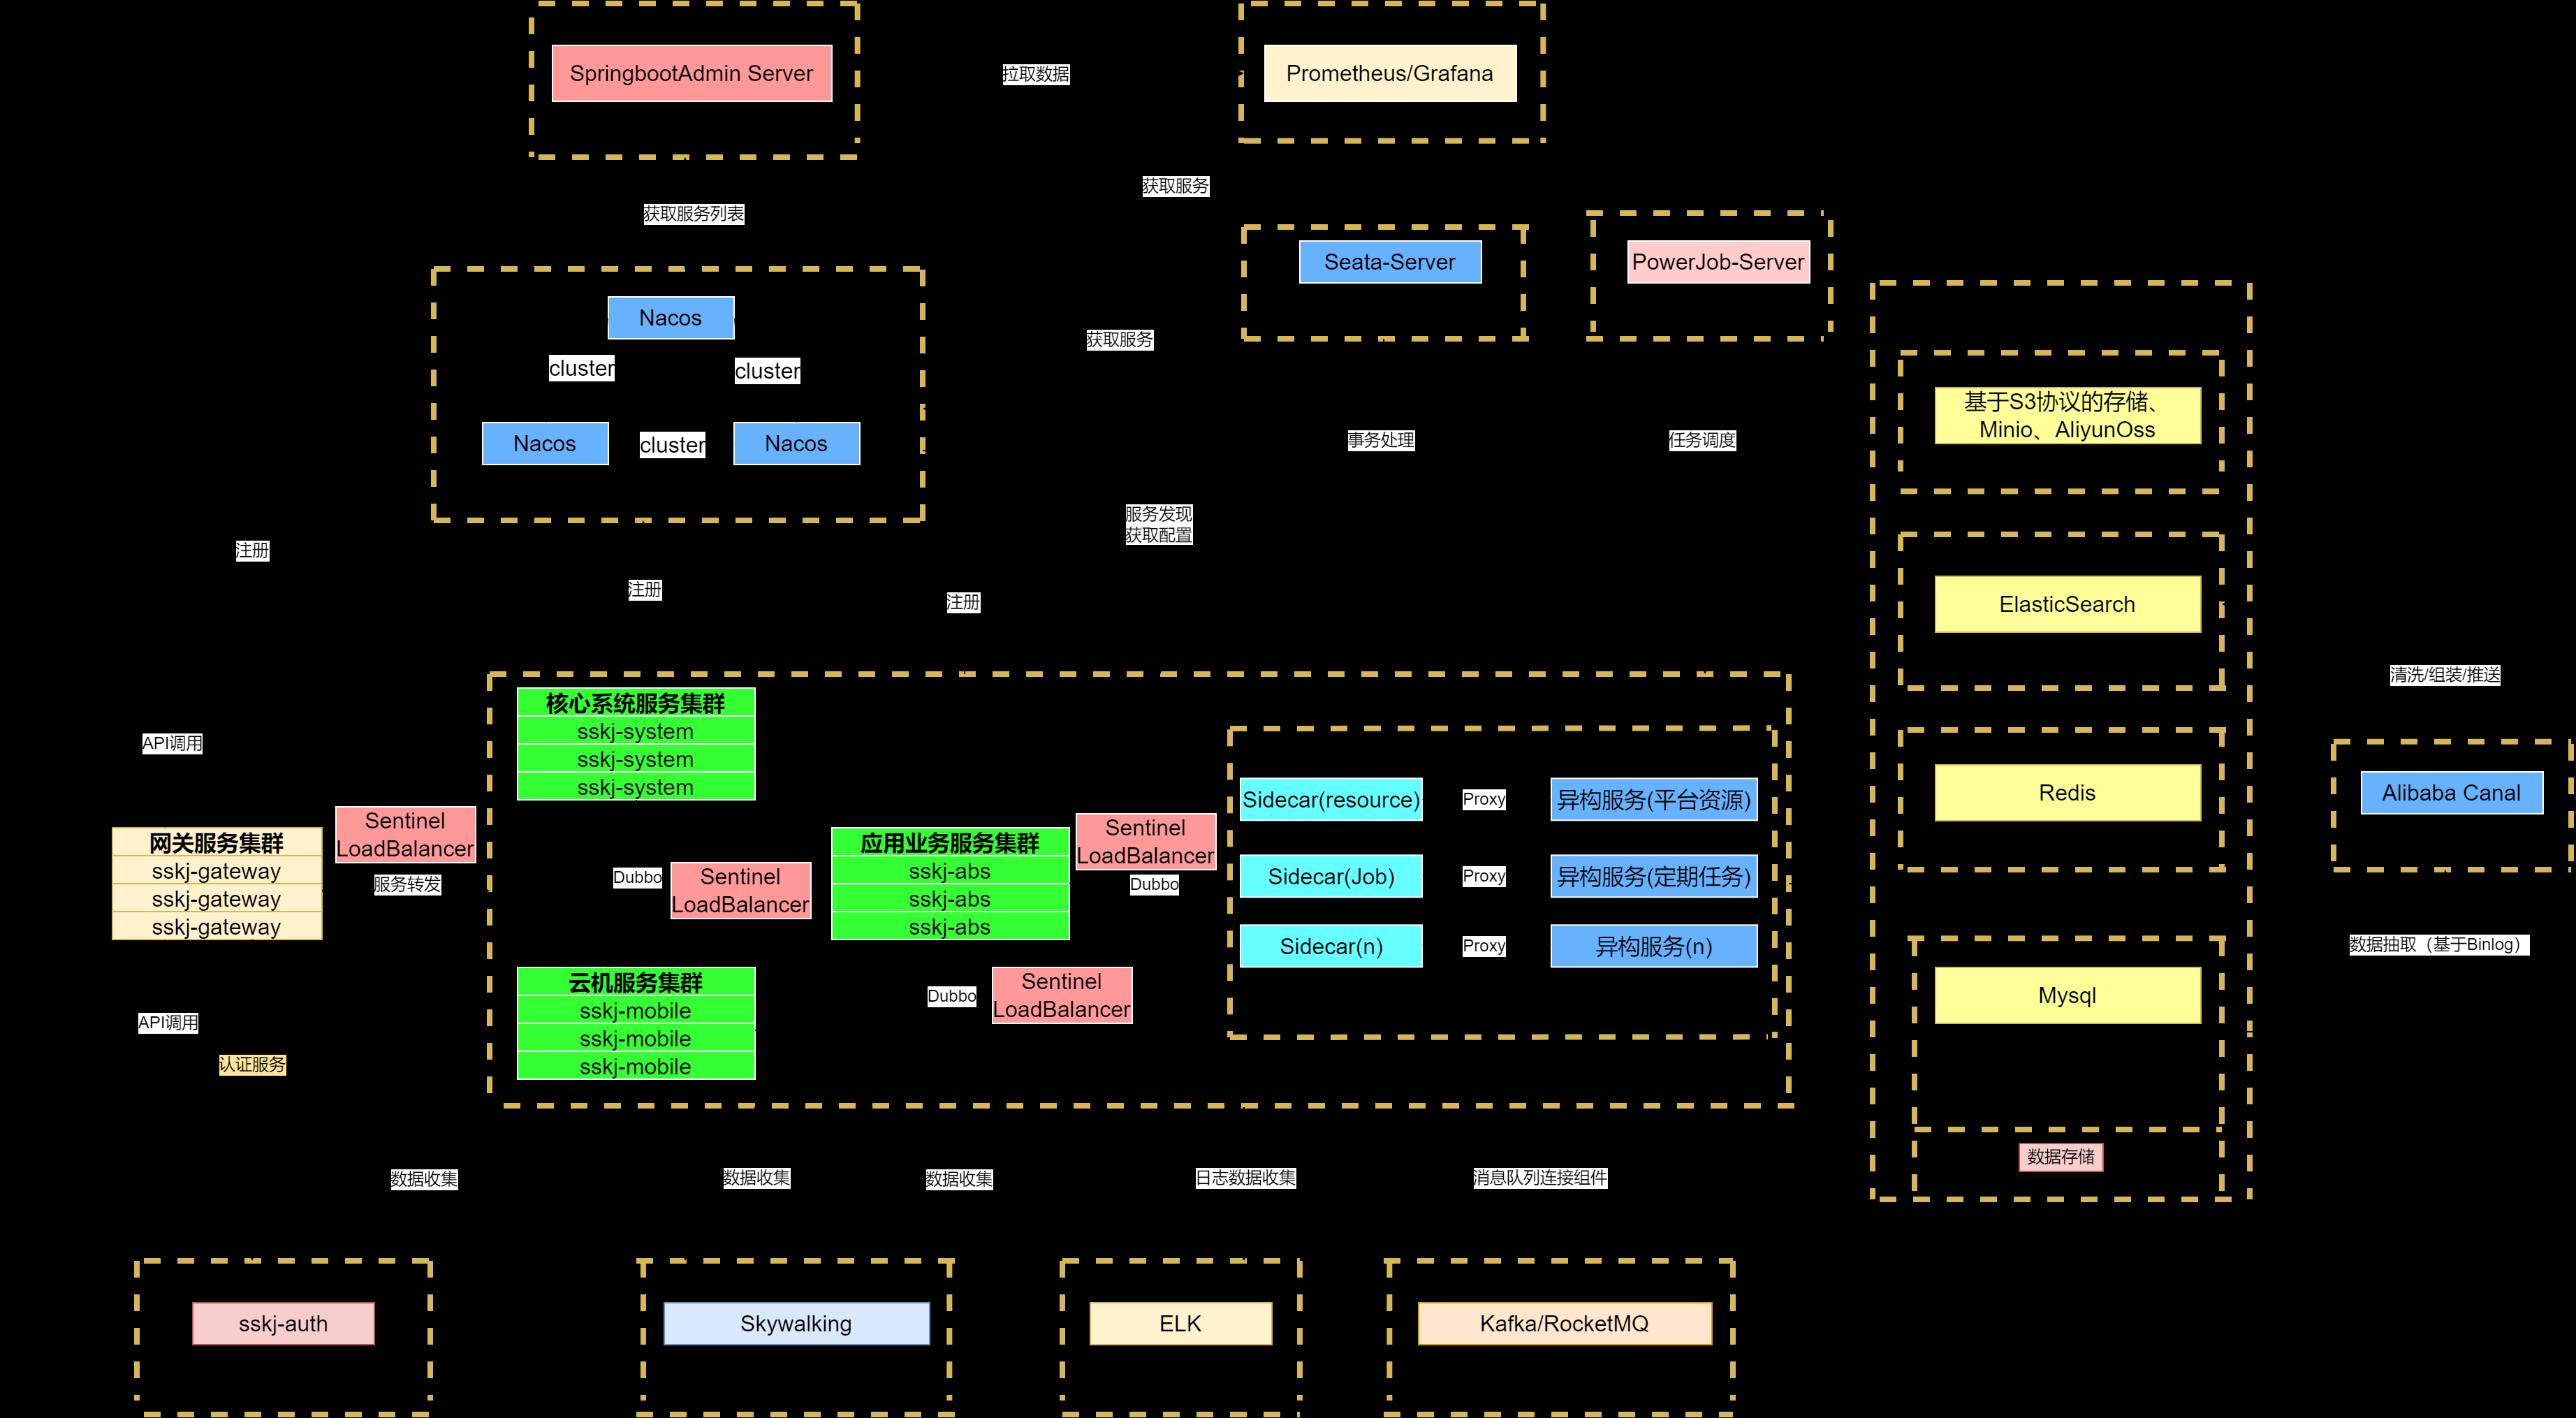 SpringbootAdmin Server
拉取数据
Prometheus/Grafana
获取服务
获取服务列表
Seata-Server
PowerJob-Server
Nacos
获取服务
cluster
cluster
Nacos
cluster
Nacos
事务处理
任务调度
基于S3协议的存储、
Minio、AliyunOss
服务发现
获取配置
注册
注册
注册
ElasticSearch
清洗/组装/推送
核心系统服务集群
sskj-system
sskj-system
sskj-system
API调用
Sidecar(resource)
Proxy
异构服务(平台资源)
Redis
Alibaba Canal
Sentinel
LoadBalancer
网关服务集群
sskj-gateway
sskj-gateway
sskj-gateway
服务转发
Dubbo
Sentinel
LoadBalancer
应用业务服务集群
sskj-abs
sskj-abs
sskj-abs
Sentinel
LoadBalancer
Dubbo
Sidecar(Job)
Proxy
异构服务(定期任务)
Sidecar(n)
Proxy
异构服务(n)
数据抽取（基于Binlog）
云机服务集群
sskj-mobile
sskj-mobile
sskj-mobile
Dubbo
Sentinel
LoadBalancer
Mysql
API调用
认证服务
数据存储
数据收集
数据收集
数据收集
日志数据收集
消息队列连接组件
sskj-auth
Skywalking
ELK
Kafka/RocketMQ